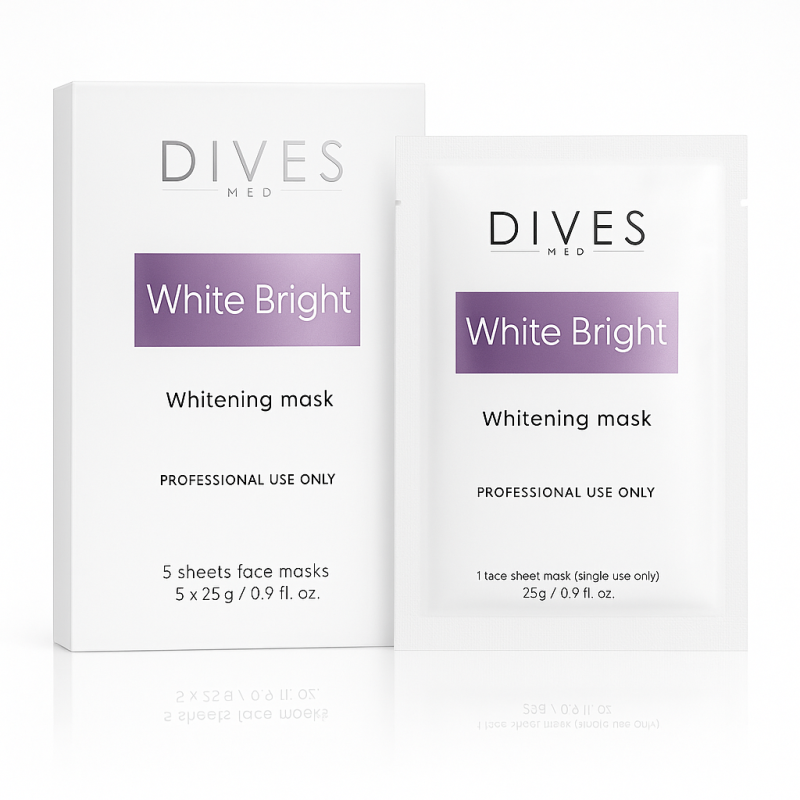 DIVES
MED
White Bright
Whitening mask
PROFESSIONAL USE ONLY
5 sheets face masks
5 x 25 g / 0.9 fl. oz.
DIVES
MED
White Bright
Whitening mask
PROFESSIONAL USE ONLY
1 tace sheet mask (single use only)
25g / 0.9 fl. oz.